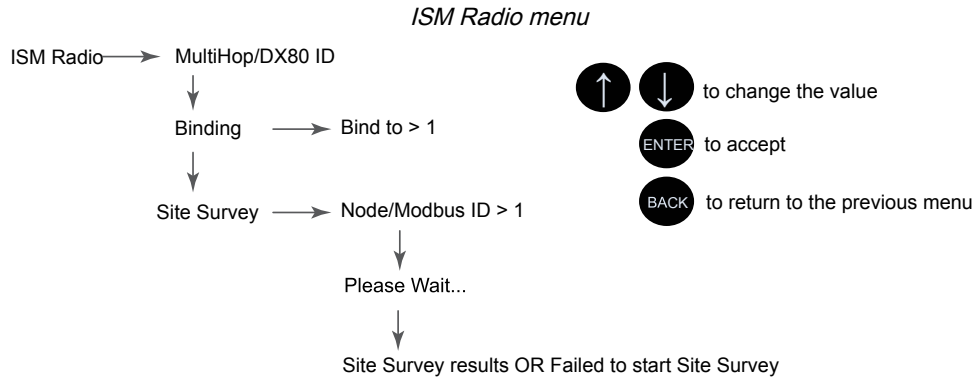 ISM Radio menu
ISM Radio MultiHop/DX80 ID
Binding Bind to > 1
Site Survey Node/Modbus ID > 1
Please Wait...
Site Survey results OR Failed to start Site Survey
to change the value
ENTER to accept
BACK to return to the previous menu